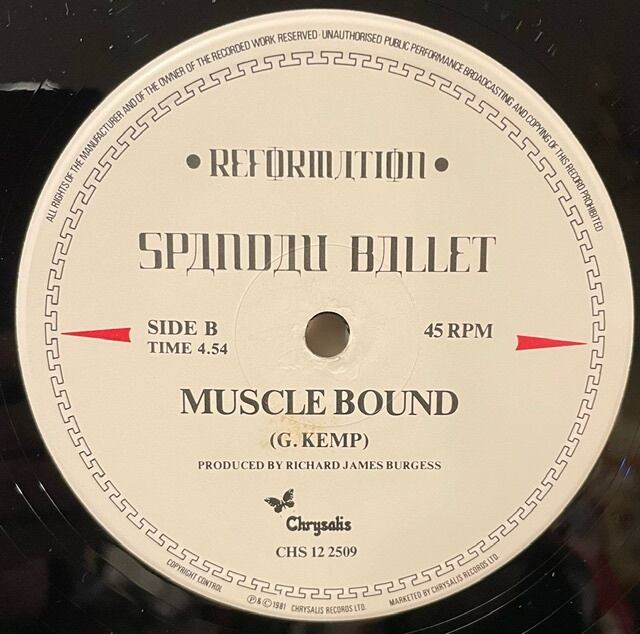 ALL RIGHTS OF THE MANUFACTURER AND OF THE OWNER OF THE RECORDED WORK RESERVED · UNAUTHORISED PUBLIC PERFORMANCE BROADCASTING AND COPYING OF THIS RECORD PROHIBITED
• REFORMATION •
SPANDAU BALLET
SIDE B
TIME 4.54
45 RPM
MUSCLE BOUND
(G. KEMP)
PRODUCED BY RICHARD JAMES BURGESS
Chrysalis
CHS 12 2509
COPYRIGHT CONTROL
℗ & © 1981 CHRYSALIS RECORDS LTD.
MARKETED BY CHRYSALIS RECORDS LTD.